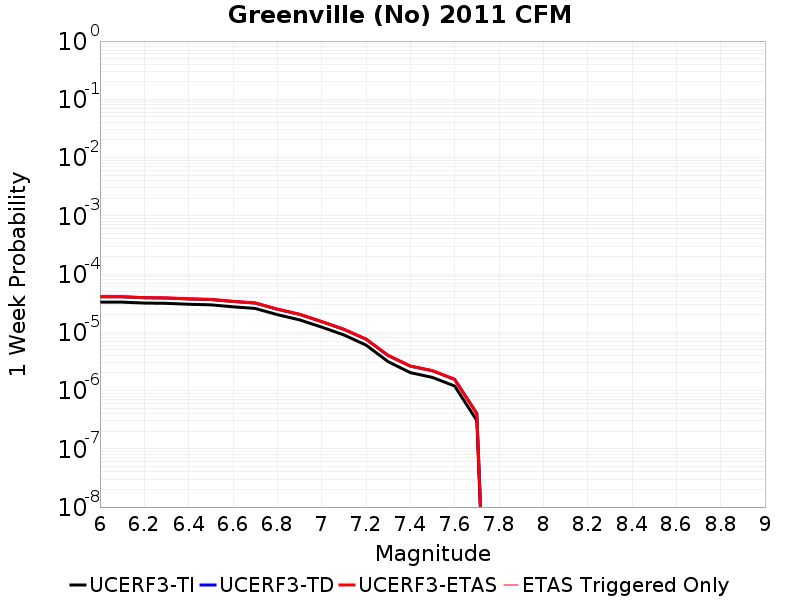 Greenville (No) 2011 CFM
10^0
10^-1
10^-2
10^-3
10^-4
10^-5
10^-6
10^-7
10^-8
1 Week Probability
6 6.2 6.4 6.6 6.8 7 7.2 7.4 7.6 7.8 8 8.2 8.4 8.6 8.8 9
Magnitude
UCERF3-TI UCERF3-TD UCERF3-ETAS ETAS Triggered Only